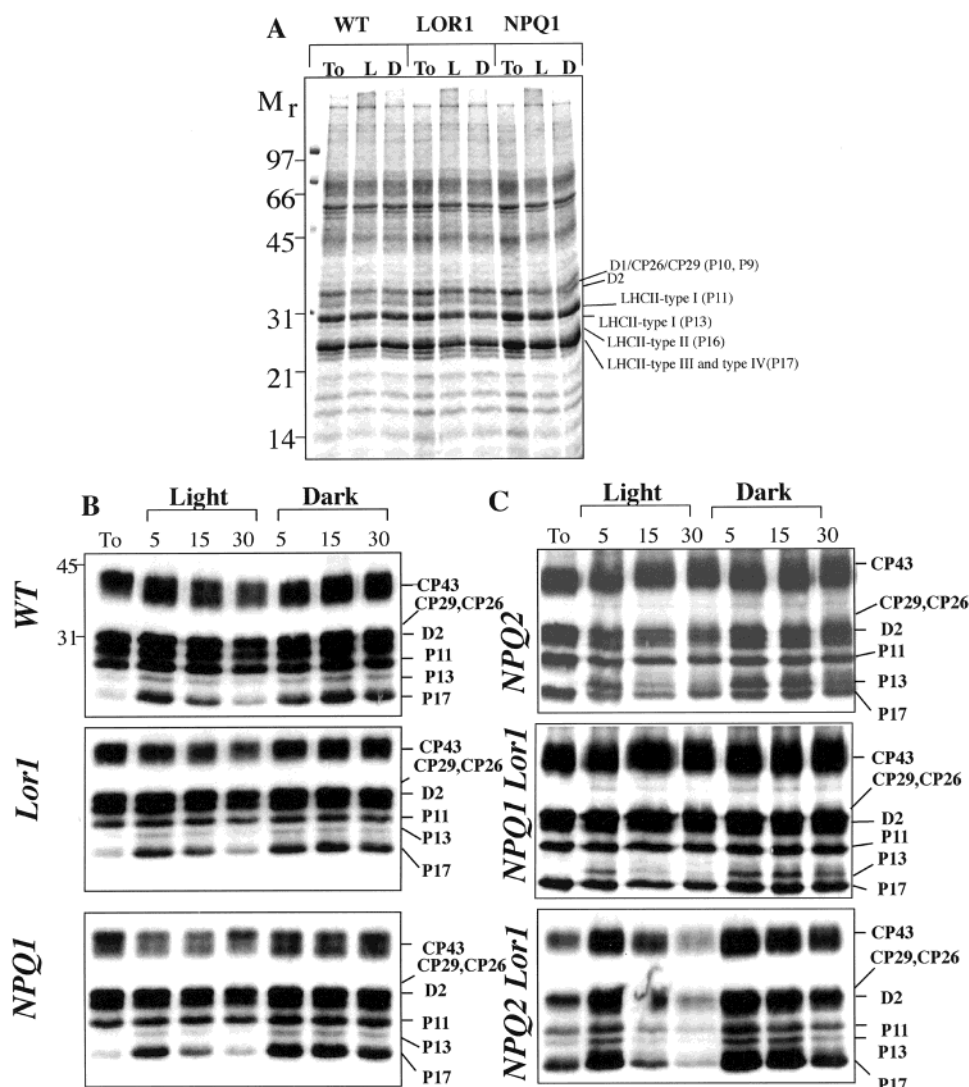 A
WT LOR1 NPQ1
To L D To L D To L D
Mr
97
66
45
31
21
14
D1/CP26/CP29 (P10, P9)
D2
LHCII-type I (P11)
LHCII-type I (P13)
LHCII-type II (P16)
LHCII-type III and type IV(P17)
B
Light Dark
To 5 15 30 5 15 30
45
31
WT
CP43
CP29,CP26
D2
P11
P13
P17
Lor1
CP43
CP29,CP26
D2
P11
P13
P17
NPQ1
CP43
CP29,CP26
D2
P11
P13
P17
C
Light Dark
To 5 15 30 5 15 30
NPQ2
CP43
CP29,CP26
D2
P11
P13
P17
NPQ1 Lor1
CP43
CP29,CP26
D2
P11
P13
P17
NPQ2 Lor1
CP43
CP29,CP26
D2
P11
P13
P17